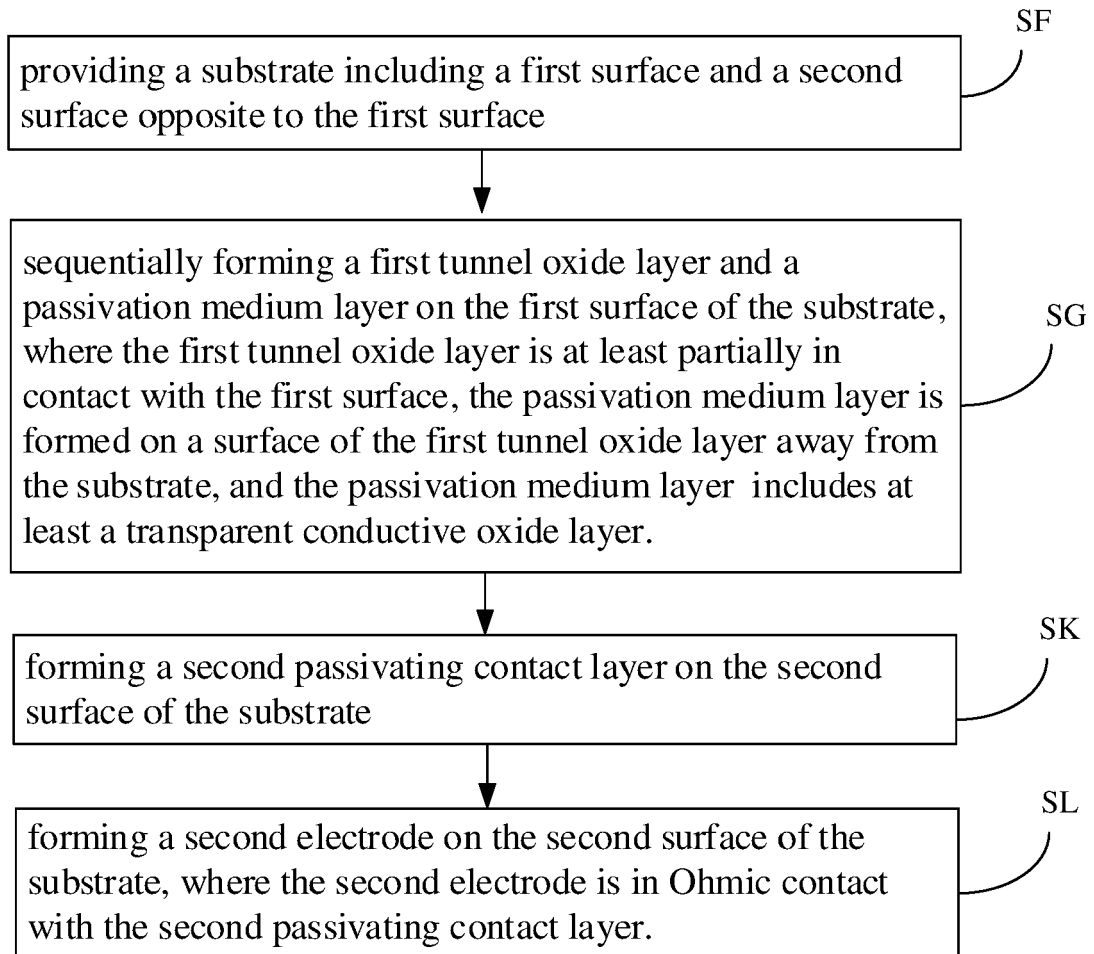 SF
providing a substrate including a first surface and a second
surface opposite to the first surface
sequentially forming a first tunnel oxide layer and a
passivation medium layer on the first surface of the substrate,
where the first tunnel oxide layer is at least partially in
contact with the first surface, the passivation medium layer is
formed on a surface of the first tunnel oxide layer away from
the substrate, and the passivation medium layer includes at
least a transparent conductive oxide layer.
SG
forming a second passivating contact layer on the second
surface of the substrate
SK
forming a second electrode on the second surface of the
substrate, where the second electrode is in Ohmic contact
with the second passivating contact layer.
SL